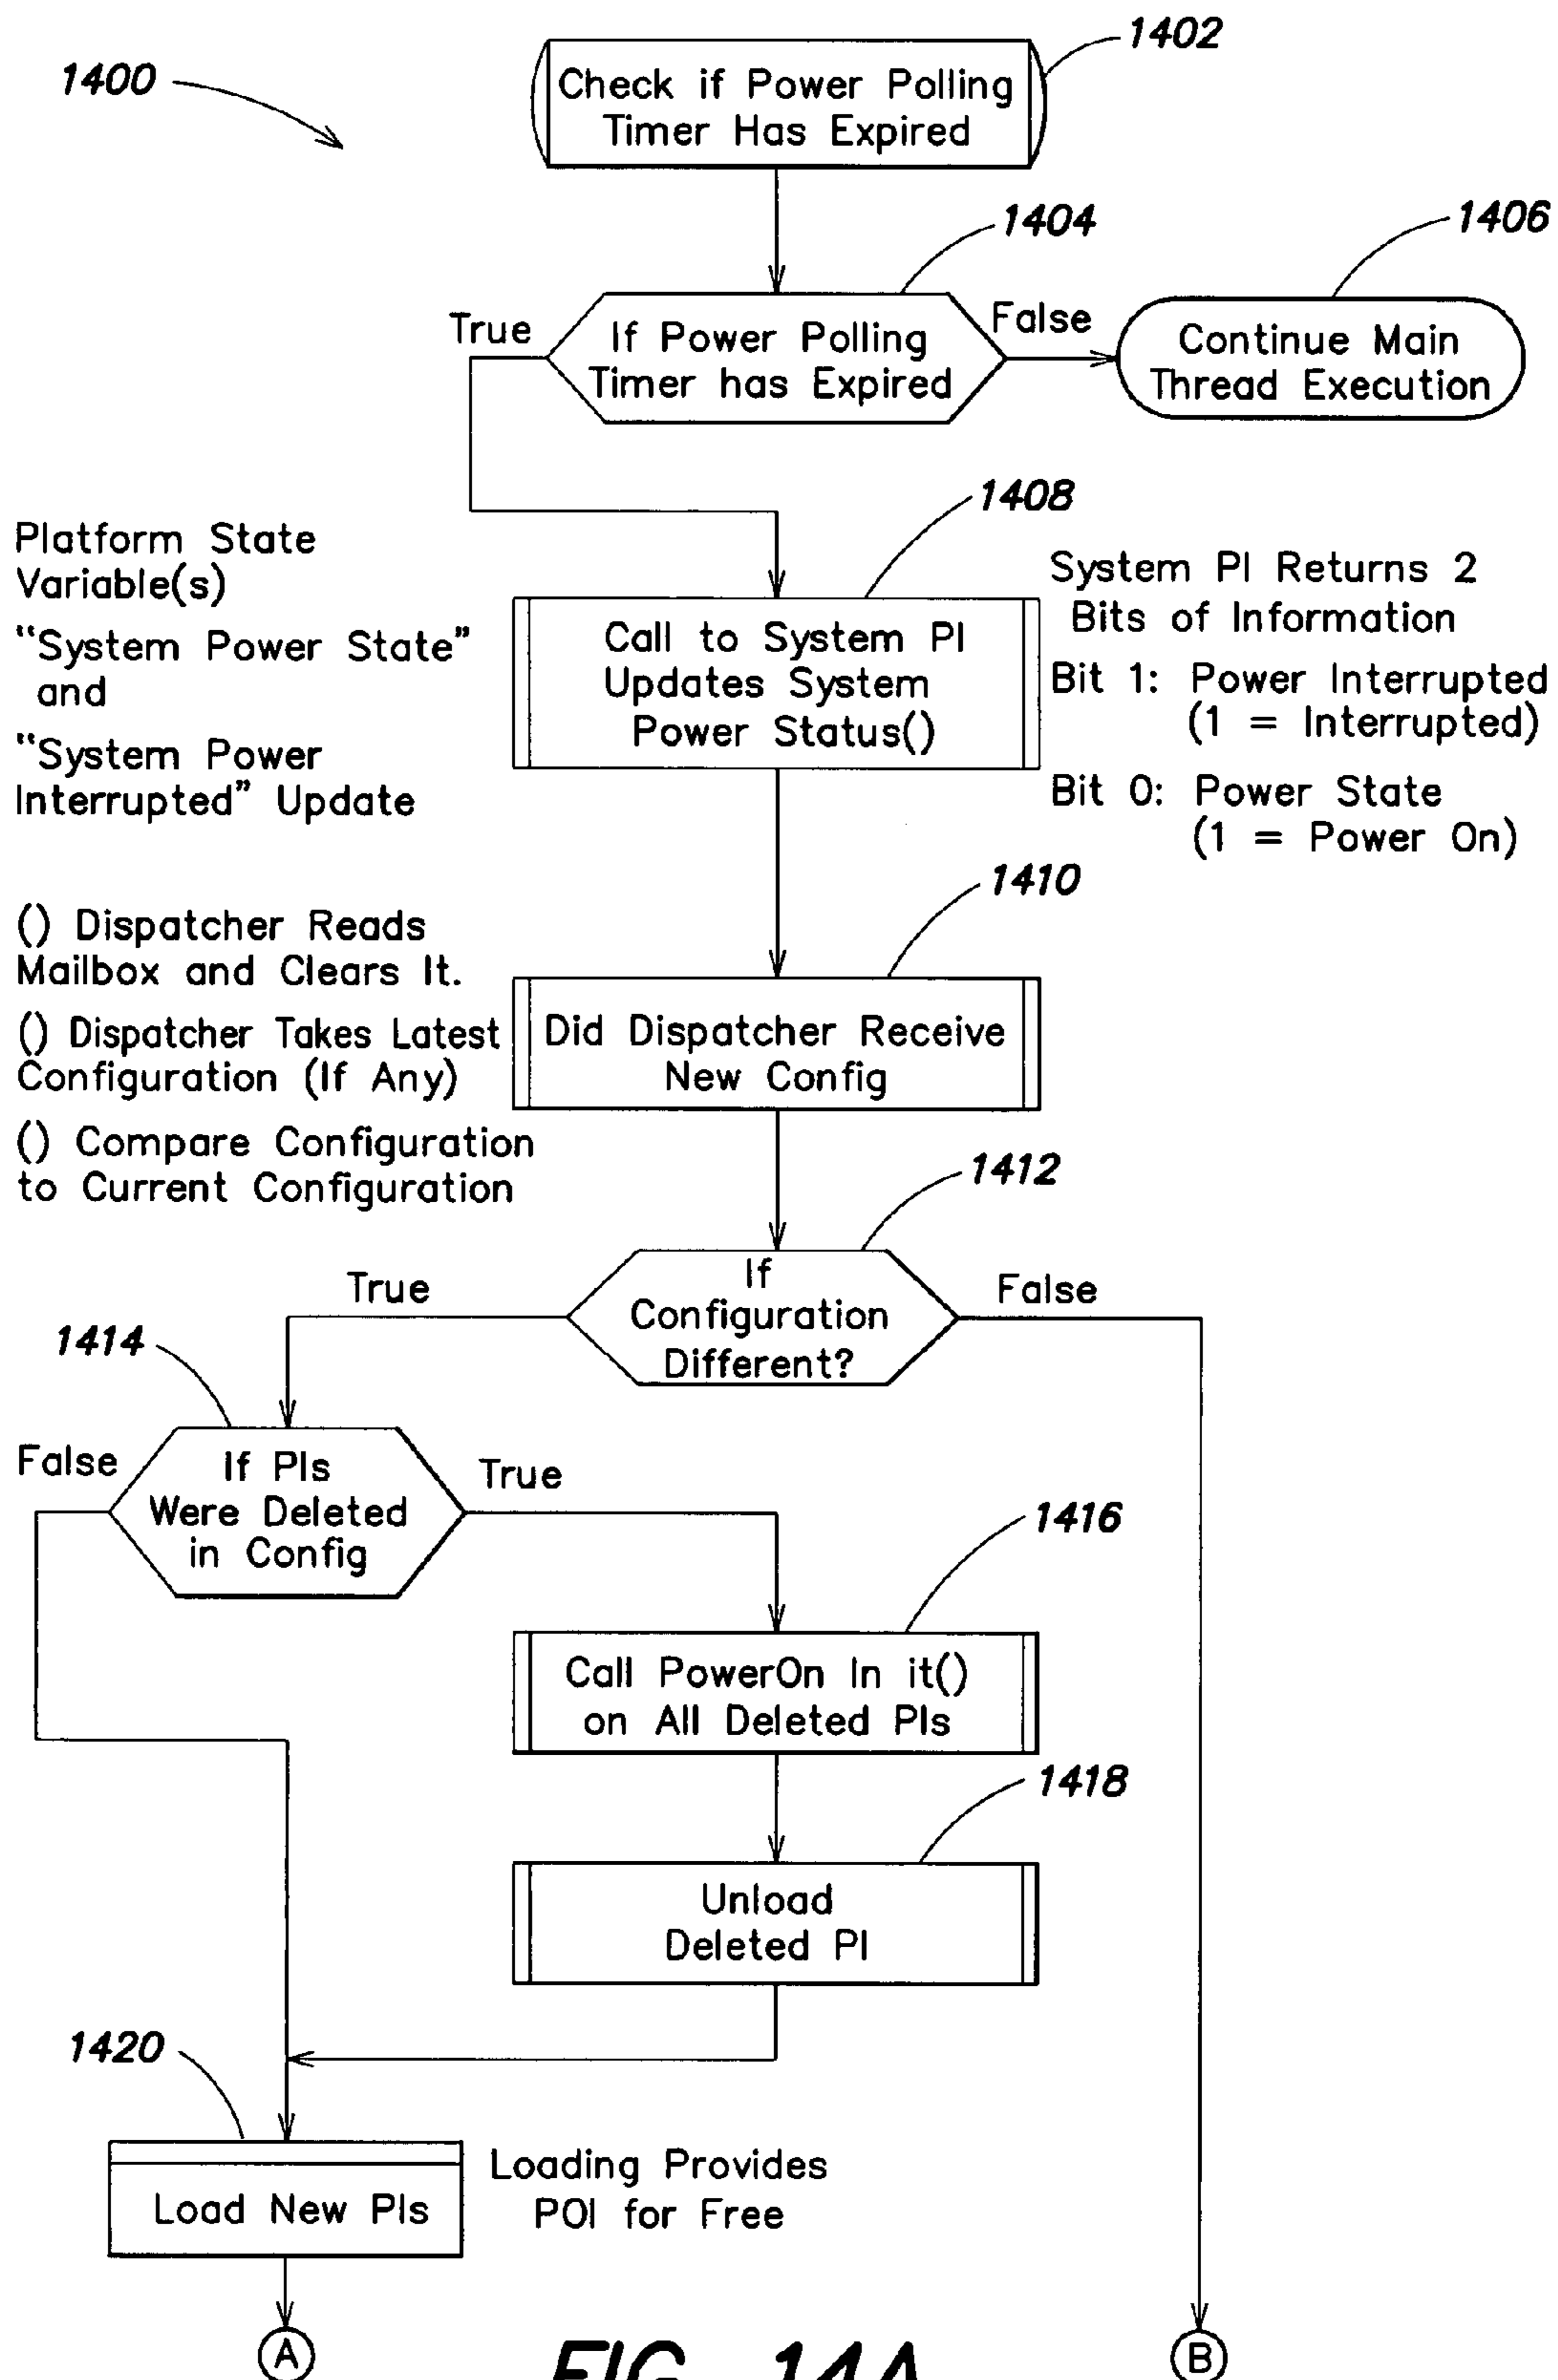 1400
1402
Check if Power Polling
Timer Has Expired
1404
1406
True
If Power Polling
Timer has Expired
False
Continue Main
Thread Execution
1408
Platform State
Variable(s)
"System Power State"
and
"System Power
Interrupted" Update
Call to System PI
Updates System
Power Status()
System PI Returns 2
Bits of Information
Bit 1: Power Interrupted
(1 = Interrupted)
Bit 0: Power State
(1 = Power On)
1410
() Dispatcher Reads
Mailbox and Clears It.
() Dispatcher Takes Latest
Configuration (If Any)
() Compare Configuration
to Current Configuration
Did Dispatcher Receive
New Config
1412
True
If
Configuration
Different?
False
1414
False
If PIs
Were Deleted
in Config
True
1416
Call PowerOn In it()
on All Deleted PIs
1418
Unload
Deleted PI
1420
Load New PIs
Loading Provides
POI for Free
A
FIG. 14A
B